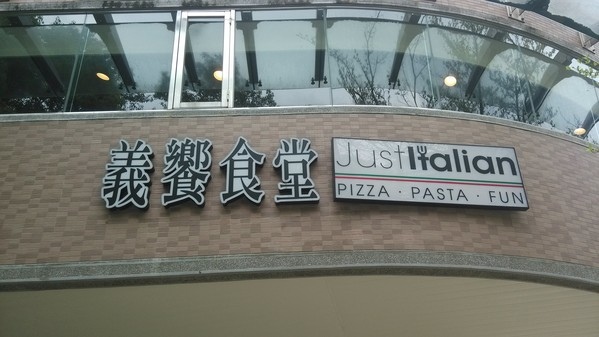 義饗食堂
Just Italian
PIZZA · PASTA · FUN